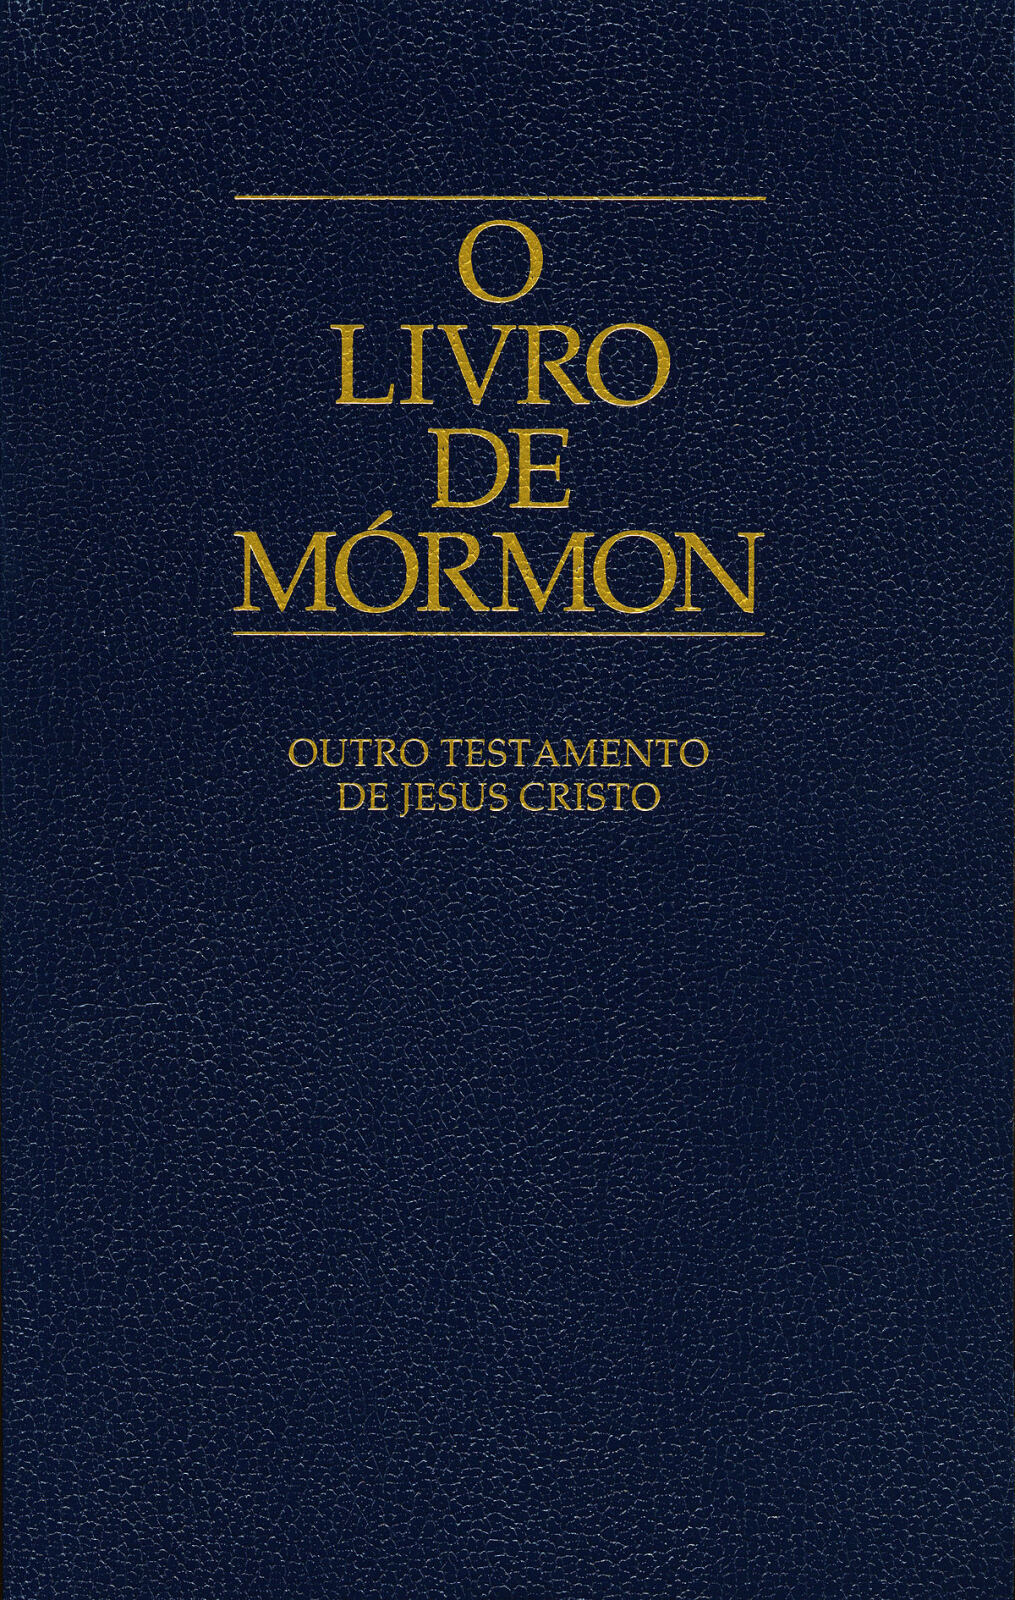 O
LIVRO
DE
MÓRMON
OUTRO TESTAMENTO
DE JESUS CRISTO